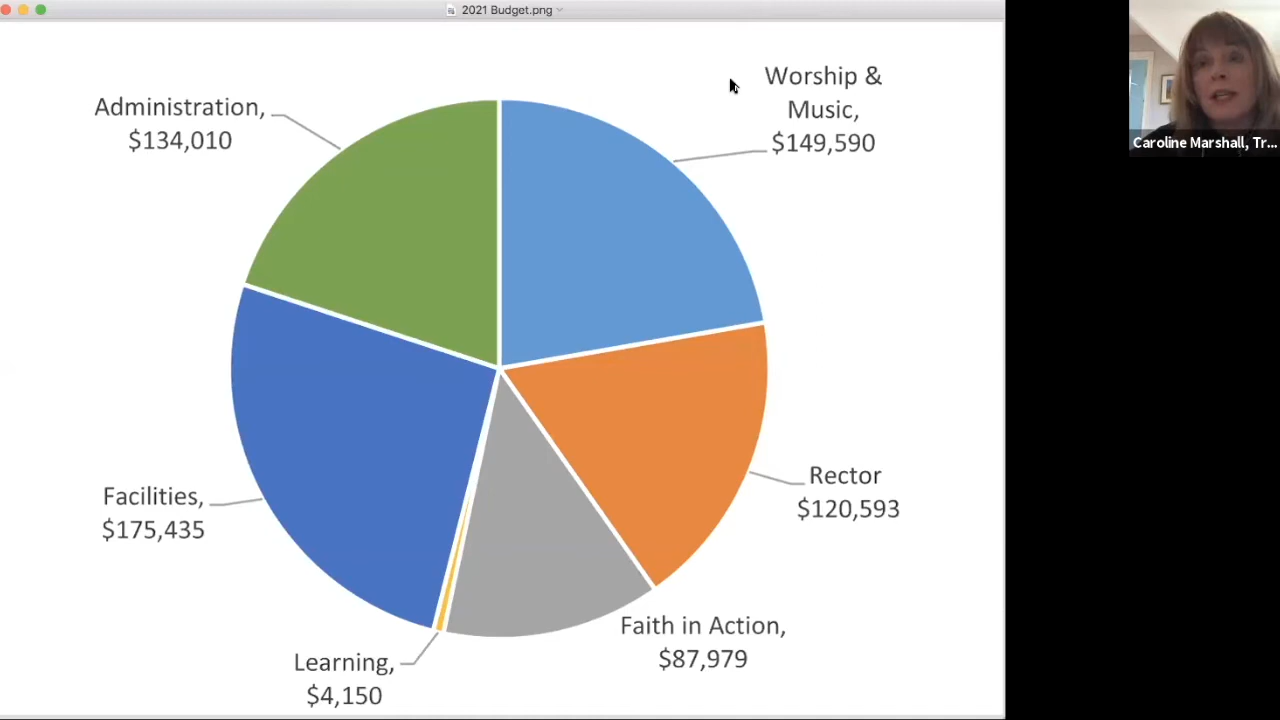 2021 Budget.png
Worship &
Music,
$149,590
Administration,
$134,010
Rector
$120,593
Facilities,
$175,435
Faith in Action,
$87,979
Learning,
$4,150
Caroline Marshall, Tr...